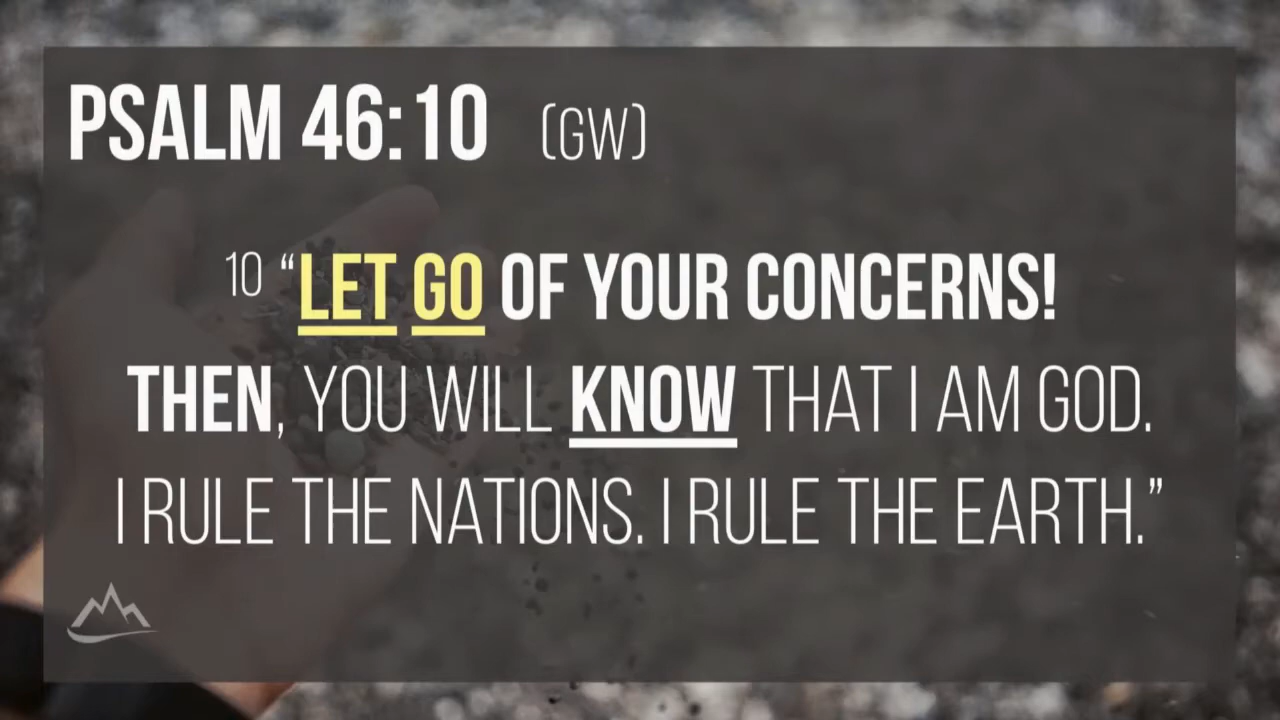 PSALM 46:10 (GW)
10 “LET GO OF YOUR CONCERNS!
THEN, YOU WILL KNOW THAT I AM GOD.
I RULE THE NATIONS. I RULE THE EARTH.”